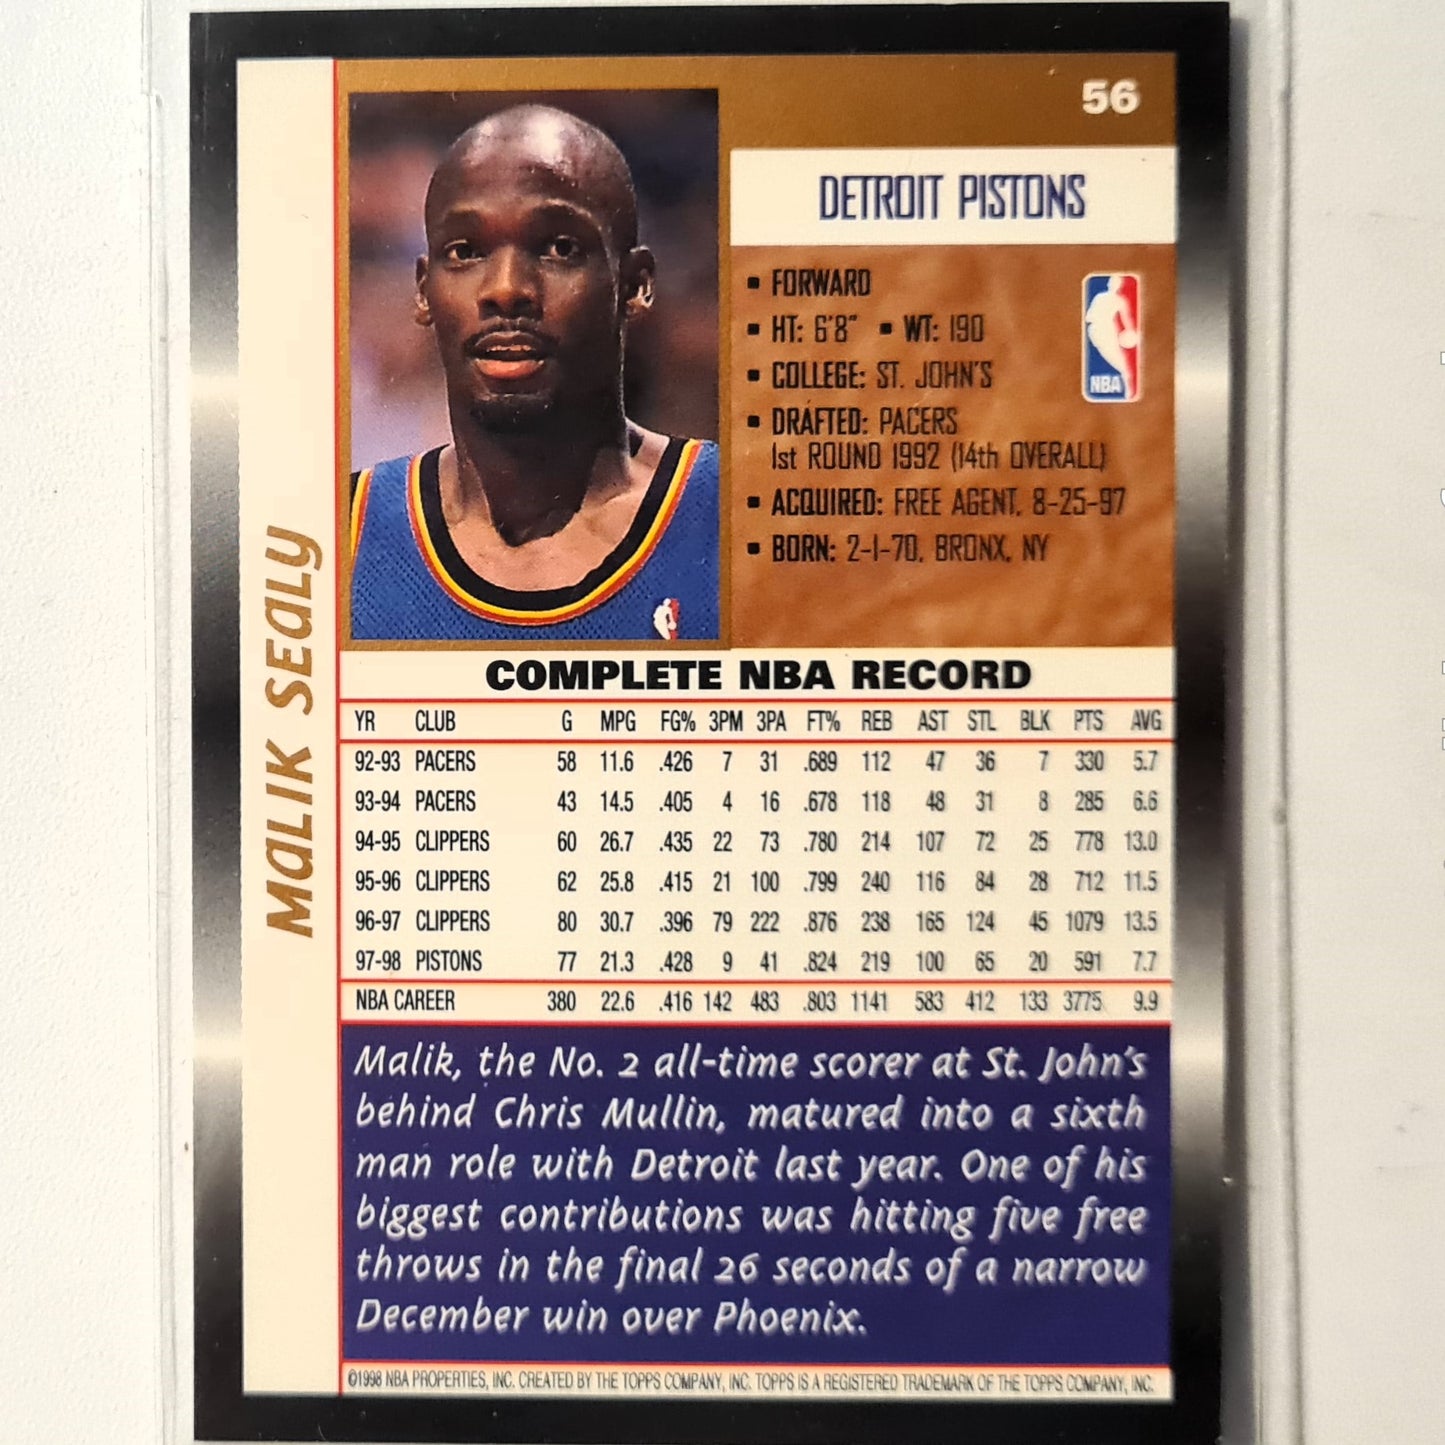 56
DETROIT PISTONS
▪ FORWARD
▪ HT: 6'8" ▪ WT: 190
▪ COLLEGE: ST. JOHN'S
▪ DRAFTED: PACERS
1st ROUND 1992 (14th OVERALL)
▪ ACQUIRED: FREE AGENT, 8-25-97
▪ BORN: 2-1-70, BRONX, NY
NBA
MALIK SEALY
COMPLETE NBA RECORD
YR CLUB G MPG FG% 3PM 3PA FT% REB AST STL BLK PTS AVG
92-93 PACERS 58 11.6 .426 7 31 .689 112 47 36 7 330 5.7
93-94 PACERS 43 14.5 .405 4 16 .678 118 48 31 8 285 6.6
94-95 CLIPPERS 60 26.7 .435 22 73 .780 214 107 72 25 778 13.0
95-96 CLIPPERS 62 25.8 .415 21 100 .799 240 116 84 28 712 11.5
96-97 CLIPPERS 80 30.7 .396 79 222 .876 238 165 124 45 1079 13.5
97-98 PISTONS 77 21.3 .428 9 41 .824 219 100 65 20 591 7.7
NBA CAREER 380 22.6 .416 142 483 .803 1141 583 412 133 3775 9.9
Malik, the No. 2 all-time scorer at St. John's
behind Chris Mullin, matured into a sixth
man role with Detroit last year. One of his
biggest contributions was hitting five free
throws in the final 26 seconds of a narrow
December win over Phoenix.
©1998 NBA PROPERTIES, INC. CREATED BY THE TOPPS COMPANY, INC. TOPPS IS A REGISTERED TRADEMARK OF THE TOPPS COMPANY, INC.